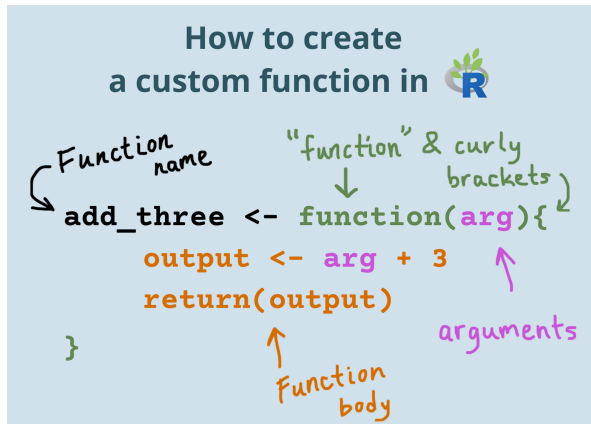 How to create
a custom function in R
Function name
"function" & curly brackets
add_three <- function(arg){
output <- arg + 3
return(output)
}
arguments
Function body